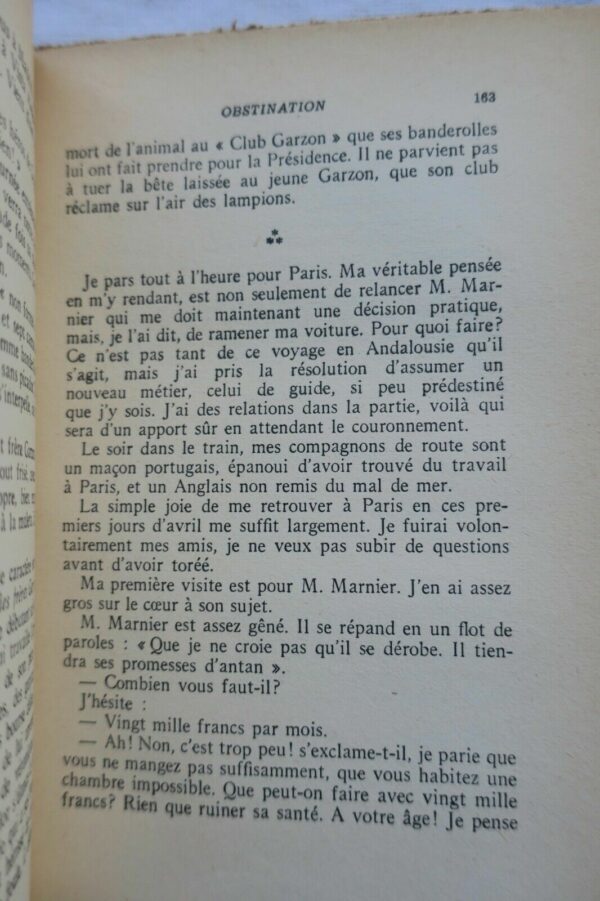 OBSTINATION 163
mort de l'animal au « Club Garzon » que ses banderolles
lui ont fait prendre pour la Présidence. Il ne parvient pas
à tuer la bête laissée au jeune Garzon, que son club
réclame sur l'air des lampions.
Je pars tout à l'heure pour Paris. Ma véritable pensée
en m'y rendant, est non seulement de relancer M. Mar-
nier qui me doit maintenant une décision pratique,
mais, je l'ai dit, de ramener ma voiture. Pour quoi faire?
Ce n'est pas tant de ce voyage en Andalousie qu'il
s'agit, mais j'ai pris la résolution d'assumer un
nouveau métier, celui de guide, si peu prédestiné
que j'y sois. J'ai des relations dans la partie, voilà qui
sera d'un apport sûr en attendant le couronnement.
Le soir dans le train, mes compagnons de route sont
un maçon portugais, épanoui d'avoir trouvé du travail
à Paris, et un Anglais non remis du mal de mer.
La simple joie de me retrouver à Paris en ces pre-
miers jours d'avril me suffit largement. Je fuirai volon-
tairement mes amis, je ne veux pas subir de questions
avant d'avoir toréé.
Ma première visite est pour M. Marnier. J'en ai assez
gros sur le cœur à son sujet.
M. Marnier est assez gêné. Il se répand en un flot de
paroles : « Que je ne croie pas qu'il se dérobe. Il tien-
dra ses promesses d'antan ».
— Combien vous faut-il?
J'hésite :
— Vingt mille francs par mois.
— Ah! Non, c'est trop peu! s'exclame-t-il, je parie que
vous ne mangez pas suffisamment, que vous habitez une
chambre impossible. Que peut-on faire avec vingt mille
francs? Rien que ruiner sa santé. A votre âge! Je pense